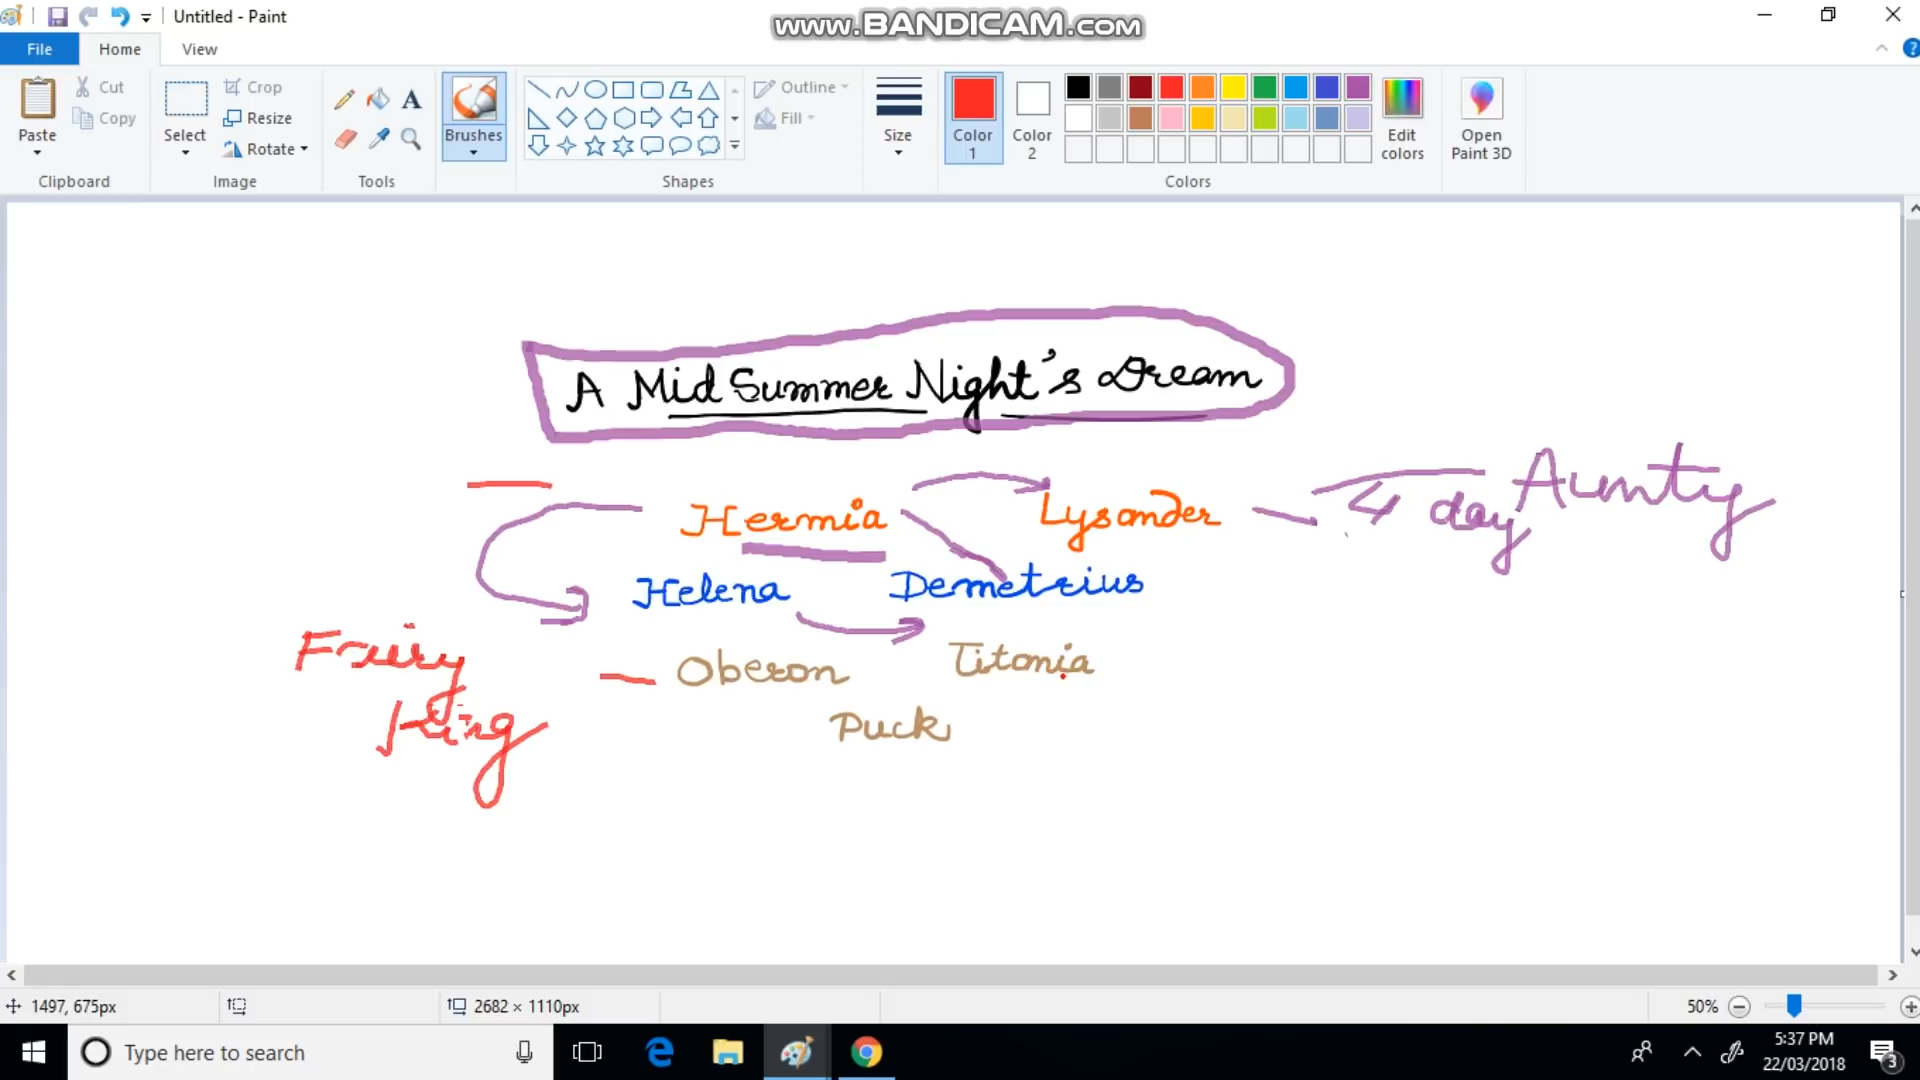 Untitled - Paint
www.BANDICAM.com
File Home View
Paste
Cut
Copy
Clipboard
Select
Crop
Resize
Rotate
Image
Tools
Brushes
Shapes
Outline
Fill
Size
Color 1
Color 2
Colors
Edit colors
Open Paint 3D
A Mid Summer Night's Dream
Hermia Lysander 4 day Aunty
Helena Demetrius
Fairy
Oberon Titania
King
Puck
1497, 675px
2682 × 1110px
50%
Type here to search
5:37 PM
22/03/2018
3